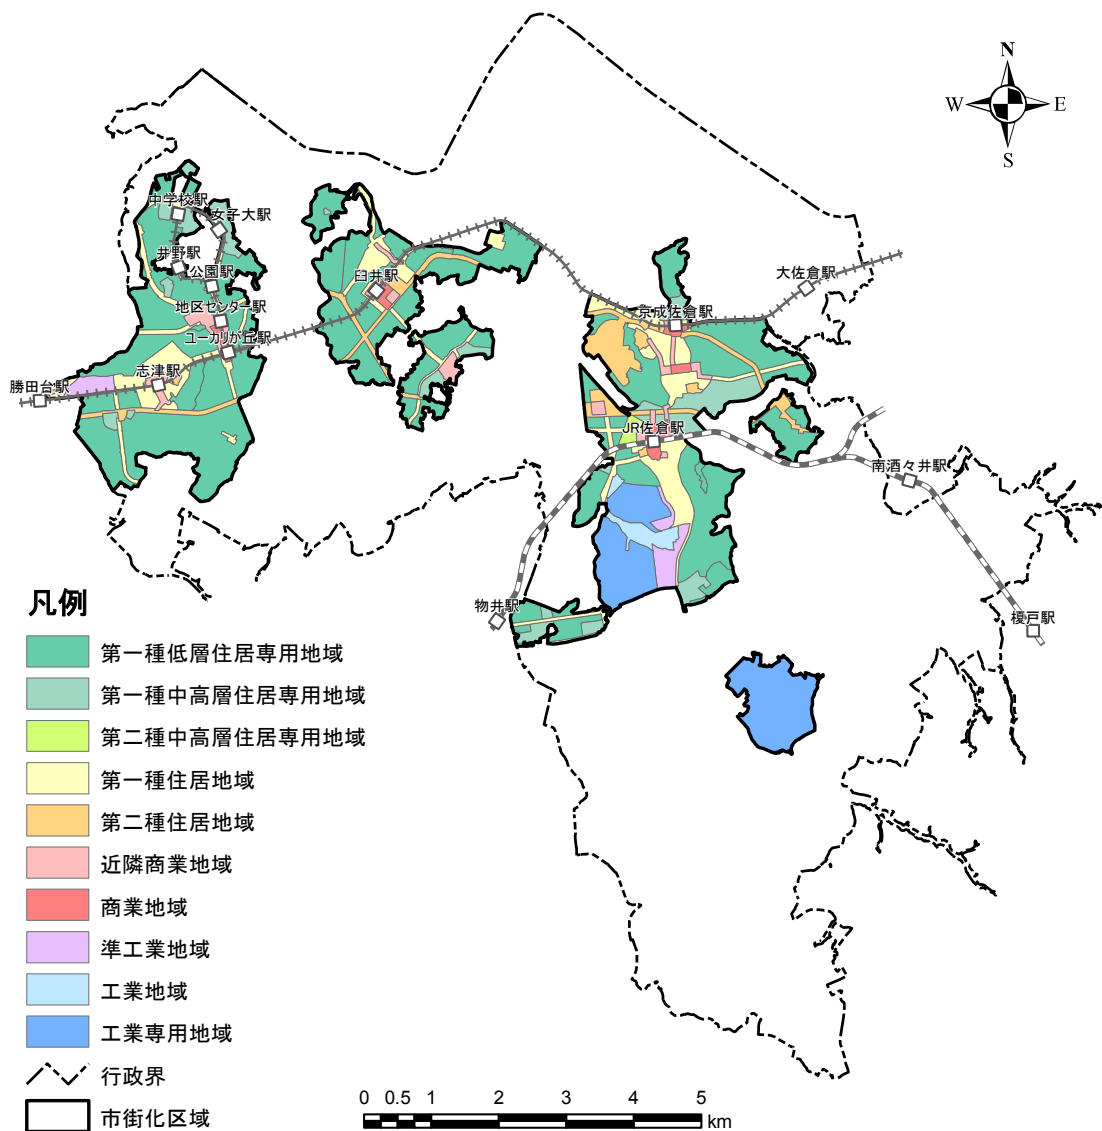 N
W
E
S
中学校駅
女子大駅
井野駅
公園駅
地区センター駅
ユーカリが丘駅
志津駅
勝田台駅
臼井駅
京成佐倉駅
大佐倉駅
JR佐倉駅
南酒々井駅
物井駅
榎戸駅
凡例
第一種低層住居専用地域
第一種中高層住居専用地域
第二種中高層住居専用地域
第一種住居地域
第二種住居地域
近隣商業地域
商業地域
準工業地域
工業地域
工業専用地域
行政界
市街化区域
0 0.5 1 2 3 4 5
km